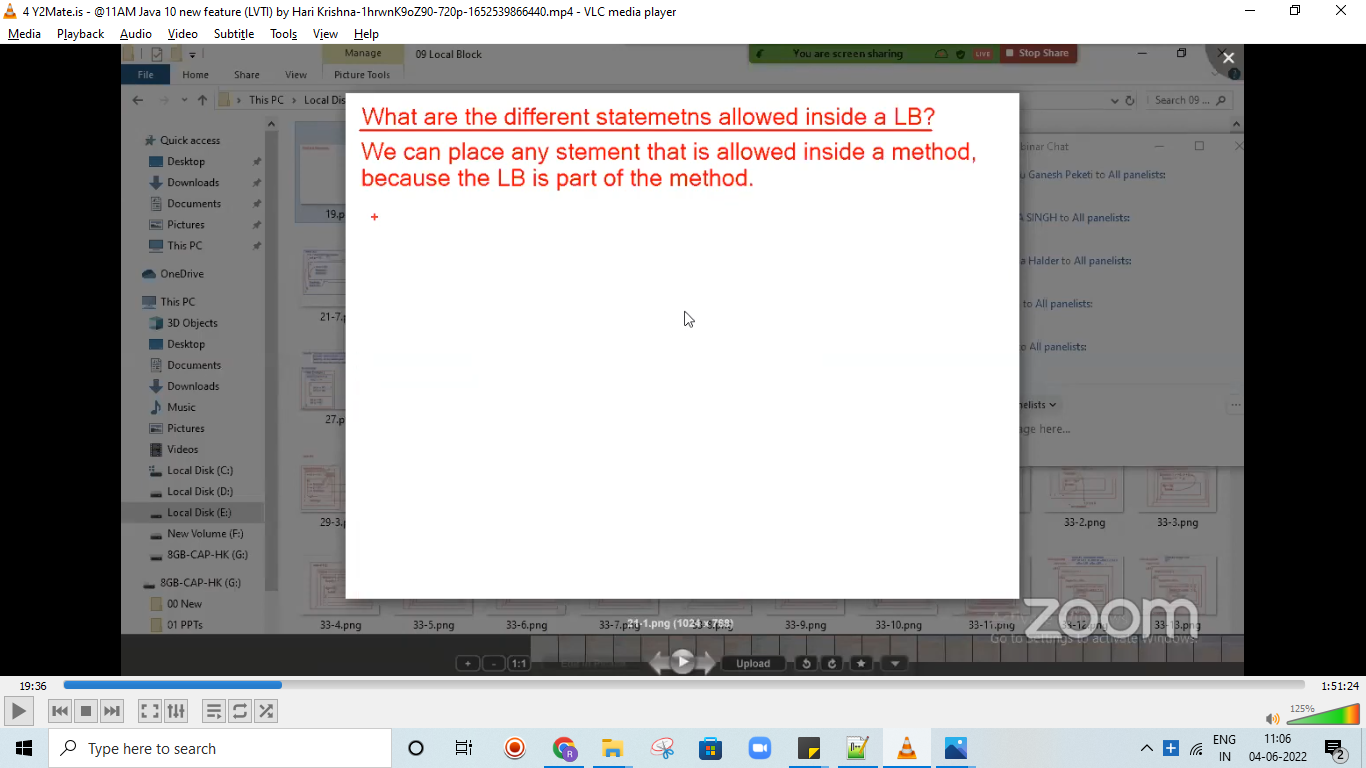 4 Y2Mate.is - @11AM Java 10 new feature (LVTI) by Hari Krishna-1hrwnK9oZ90-720p-1652539866440.mp4 - VLC media player
Media Playback Audio Video Subtitle Tools View Help
Manage 09 Local Block You are screen sharing LIVE Stop Share
File Home Share View Picture Tools
This PC Local Dis Search 09 ...
What are the different statemetns allowed inside a LB?
We can place any stement that is allowed inside a method,
because the LB is part of the method.
Quick access
Desktop
Downloads
Documents
Pictures
This PC
OneDrive
This PC
3D Objects
Desktop
Documents
Downloads
Music
Pictures
Videos
Local Disk (C:)
Local Disk (D:)
Local Disk (E:)
New Volume (F:)
8GB-CAP-HK (G:)
8GB-CAP-HK (G:)
00 New
01 PPTs
19.p
21-7.p
27.p
29-3.p
binar Chat
u Ganesh Peketi to All panelists:
A SINGH to All panelists:
a Halder to All panelists:
to All panelists:
o All panelists:
nelists
ge here...
33-2.png 33-3.png
33-4.png 33-5.png 33-6.png 33-7.p 21-1.png (1024 x 768) 33-9.png 33-10.png 33-11.png 33-13.png
zoom
Go to Settings to activate Windows.
+ - 1:1 Upload
19:36 1:51:24
125%
Type here to search
ENG 11:06
IN 04-06-2022 2